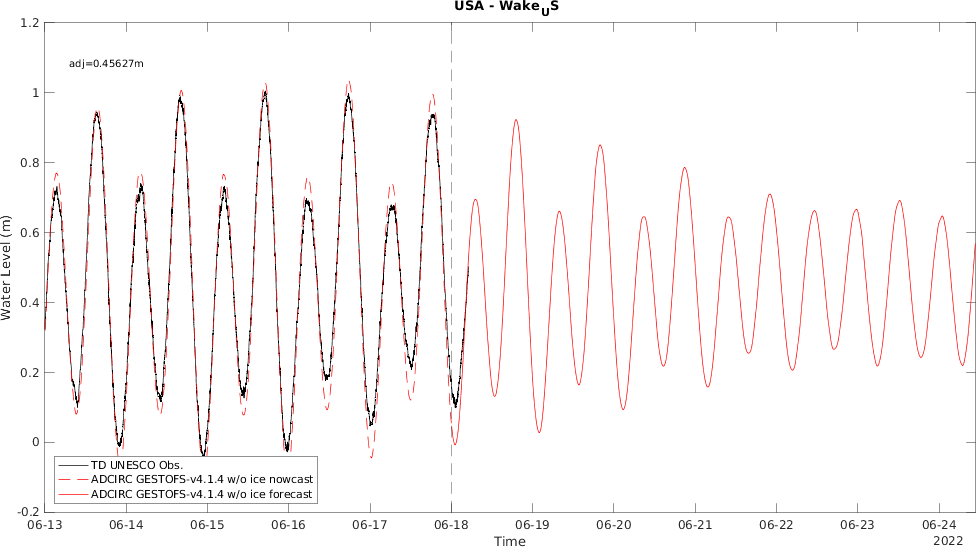 USA - WakeUS
1.2
adj=0.45627m
1
0.8
0.6
0.4
0.2
0
-0.2
Water Level (m)
TD UNESCO Obs.
ADCIRC GESTOFS-v4.1.4 w/o ice nowcast
ADCIRC GESTOFS-v4.1.4 w/o ice forecast
06-13 06-14 06-15 06-16 06-17 06-18 06-19 06-20 06-21 06-22 06-23 06-24
Time
2022